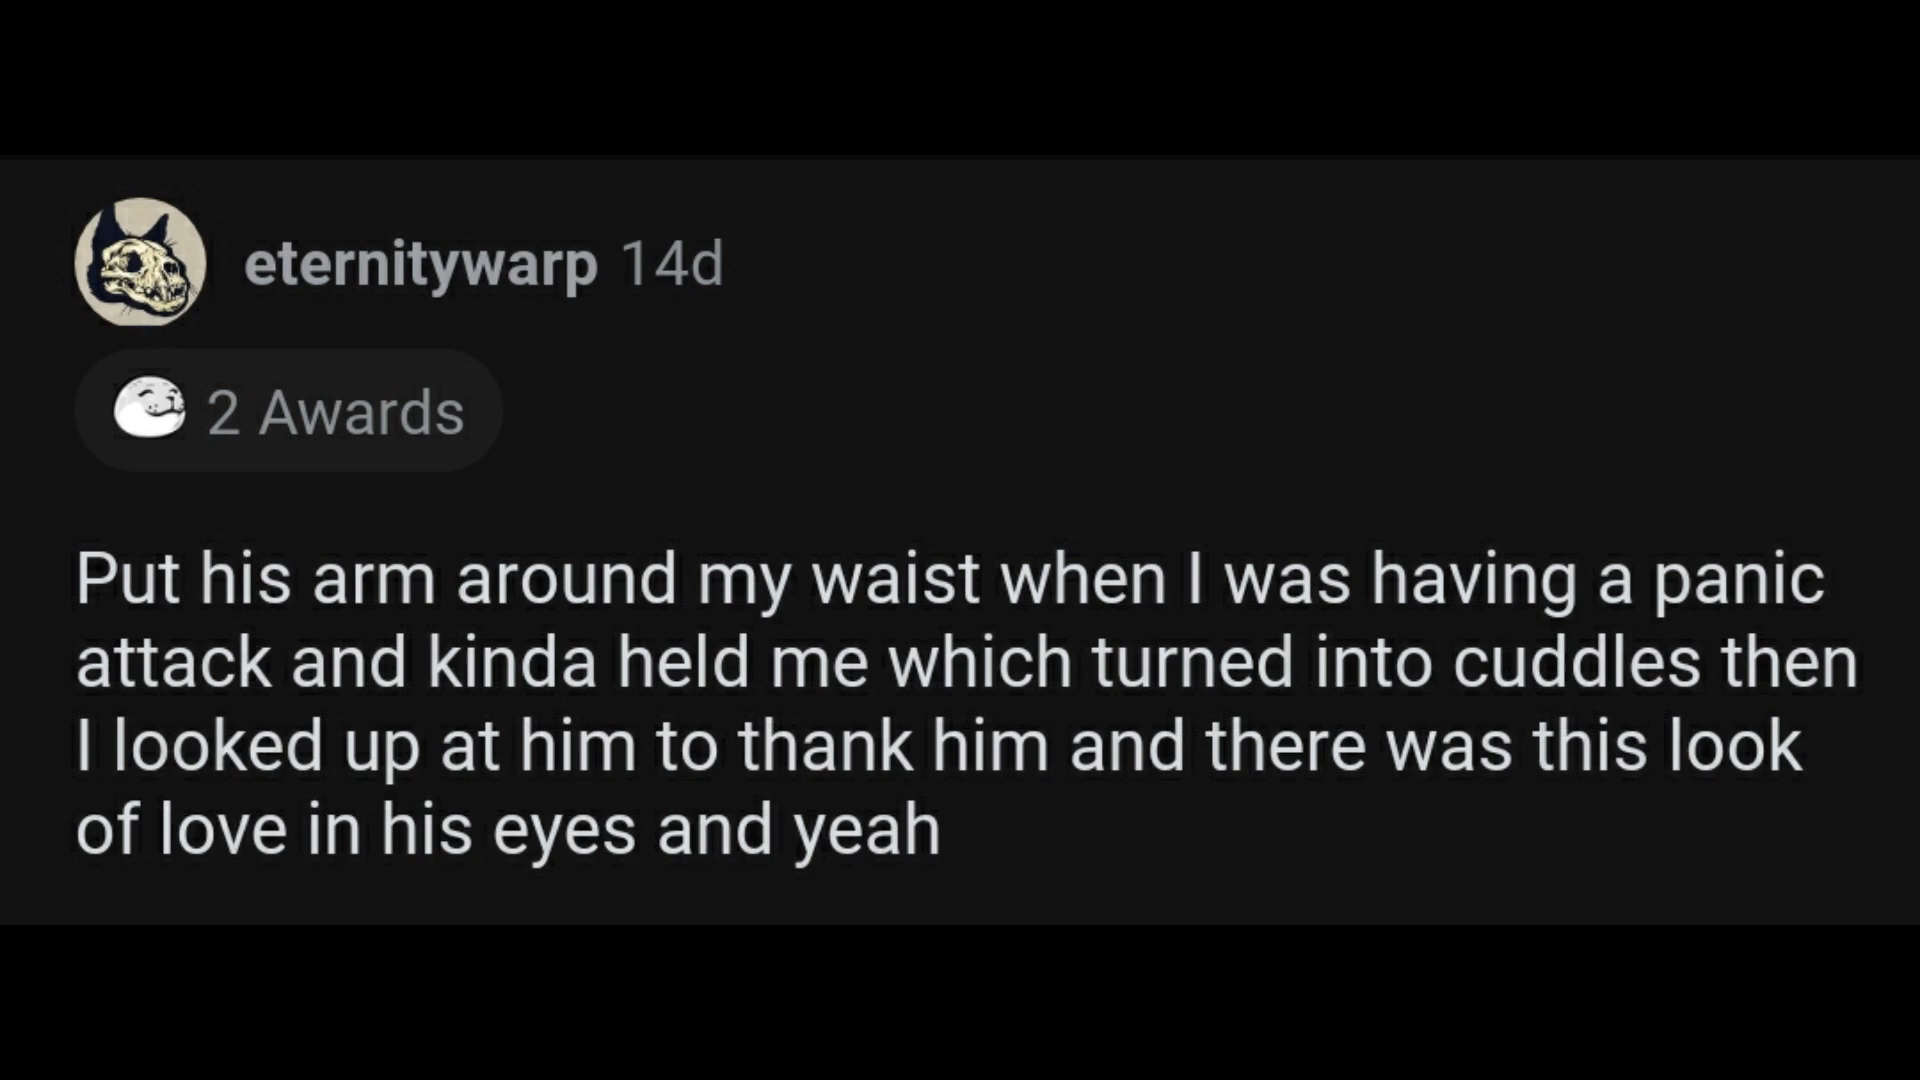 eternitywarp 14d
2 Awards
Put his arm around my waist when I was having a panic
attack and kinda held me which turned into cuddles then
I looked up at him to thank him and there was this look
of love in his eyes and yeah